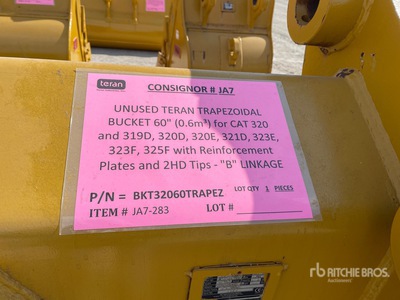 teran
CONSIGNOR # JA7
UNUSED TERAN TRAPEZOIDAL
BUCKET 60" (0.6m³) for CAT 320
and 319D, 320D, 320E, 321D, 323E,
323F, 325F with Reinforcement
Plates and 2HD Tips - "B" LINKAGE
P/N = BKT32060TRAPEZ LOT QTY 1 PIECES
ITEM # JA7-283 LOT #
rb RITCHIE BROS.